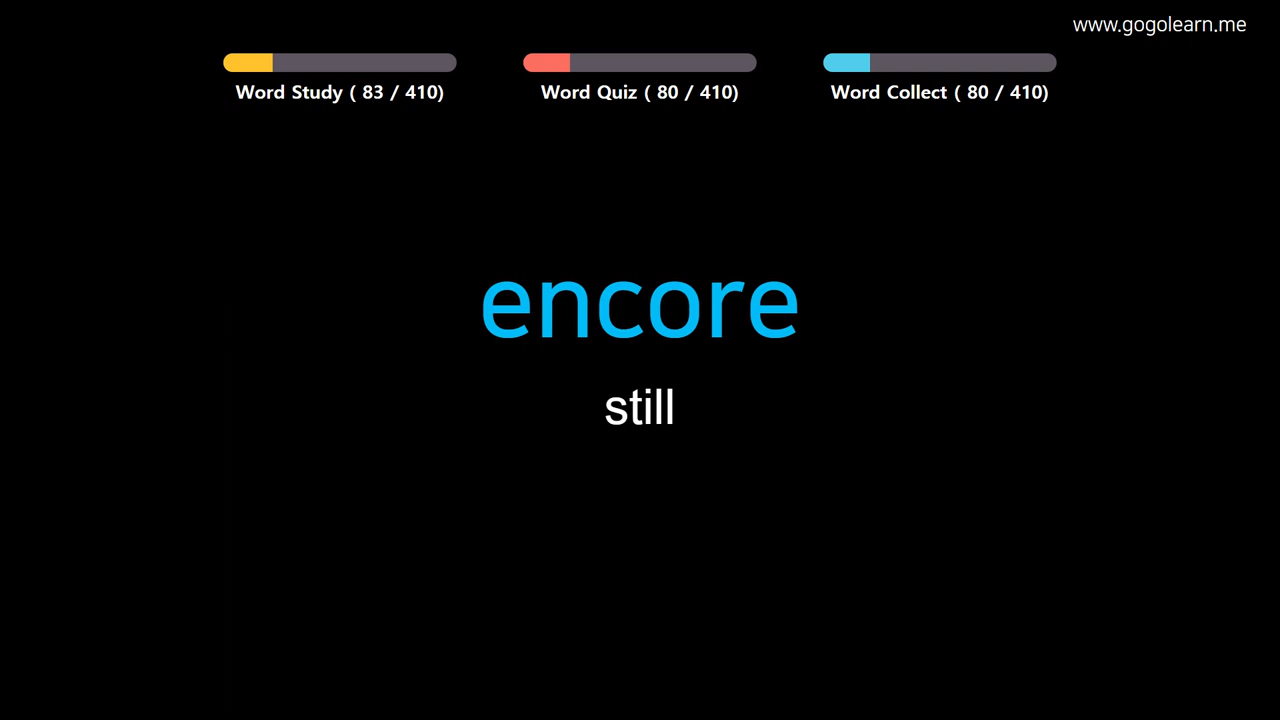 www.gogolearn.me
Word Study ( 83 / 410)
Word Quiz ( 80 / 410)
Word Collect ( 80 / 410)
encore
still